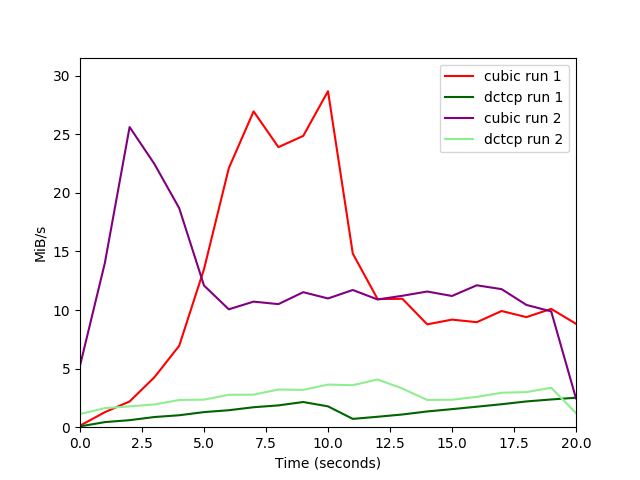 cubic run 1
dctcp run 1
cubic run 2
dctcp run 2
30
25
20
15
10
5
0
MiB/s
0.0 2.5 5.0 7.5 10.0 12.5 15.0 17.5 20.0
Time (seconds)